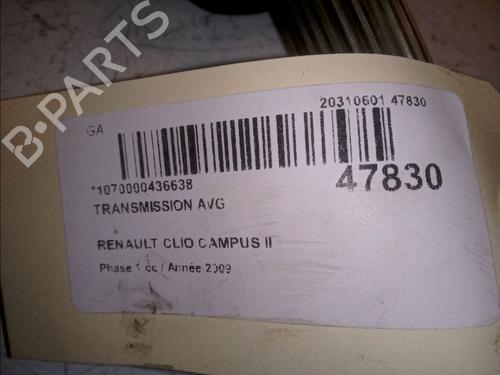 B-PARTS
GA
20310601 47830
*1070000436638
47830
TRANSMISSION AVG
RENAULT CLIO CAMPUS II
Phase 1 cc / Année 2009